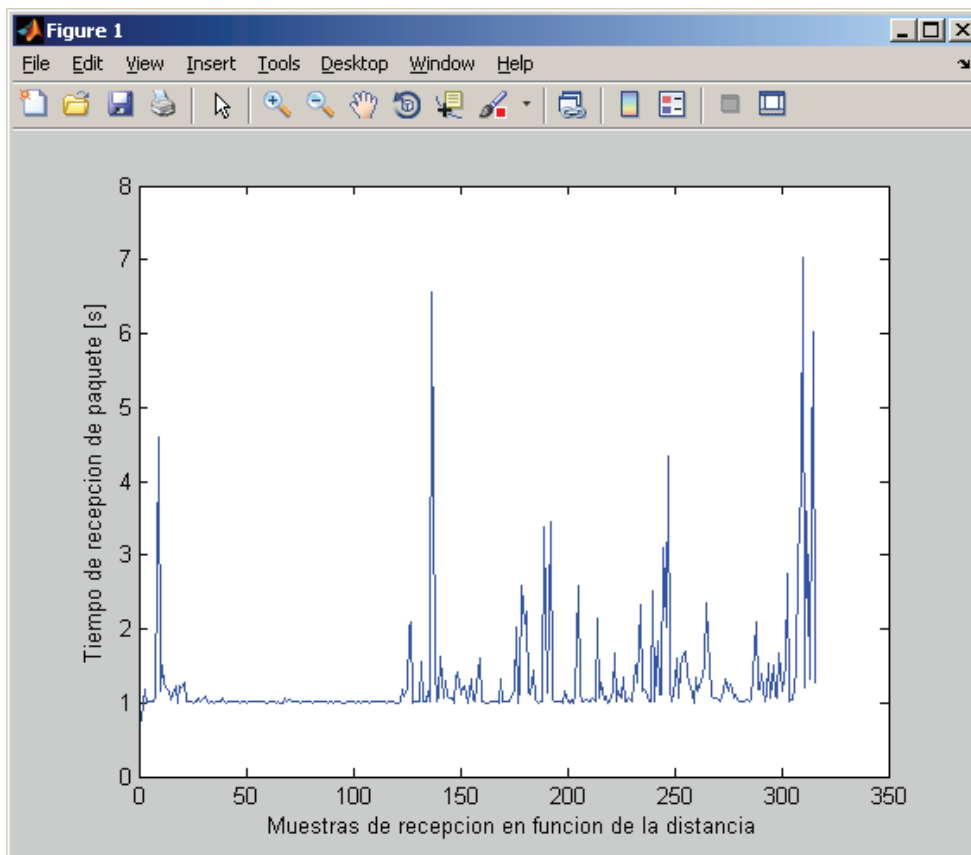 Figure 1
File Edit View Insert Tools Desktop Window Help
8
7
6
5
4
3
2
1
0
Tiempo de recepcion de paquete [s]
0 50 100 150 200 250 300 350
Muestras de recepcion en funcion de la distancia